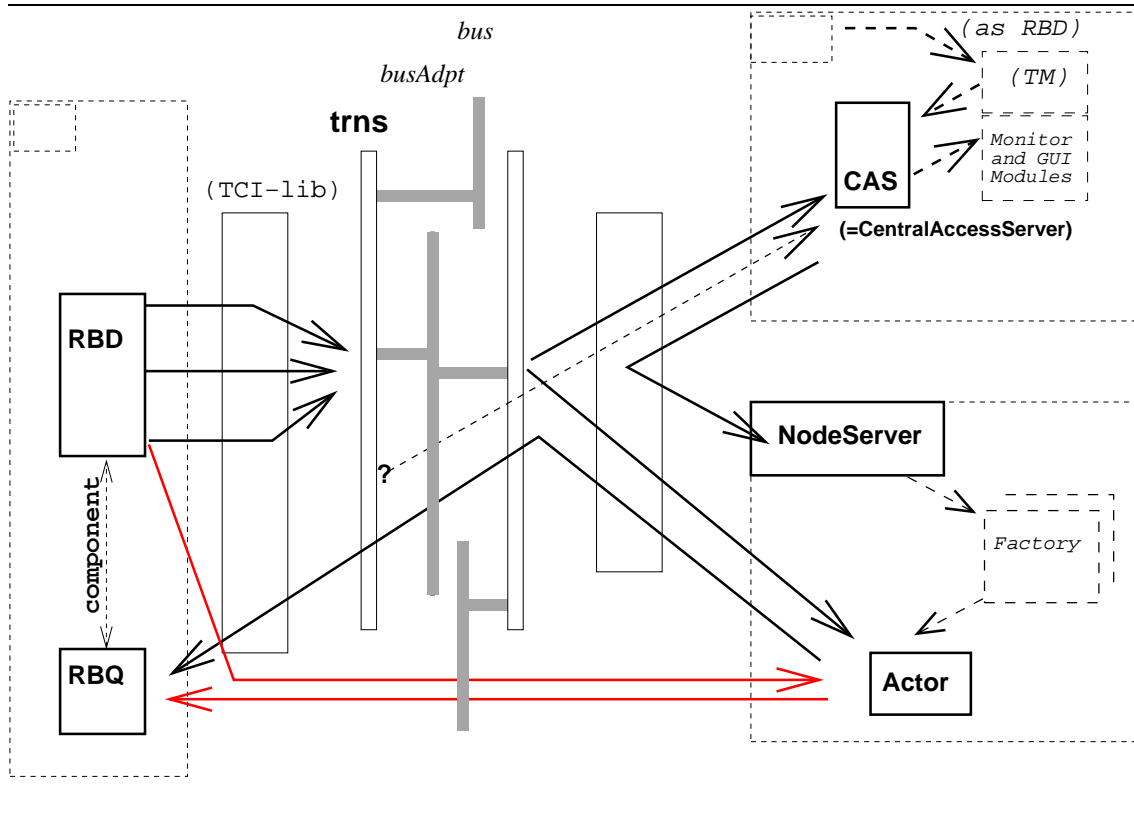 bus
(as RBD)
busAdpt
(TM)
trns
Monitor
and GUI
Modules
CAS
(TCI-lib)
(=CentralAccessServer)
RBD
NodeServer
?
component
Factory
RBQ
Actor